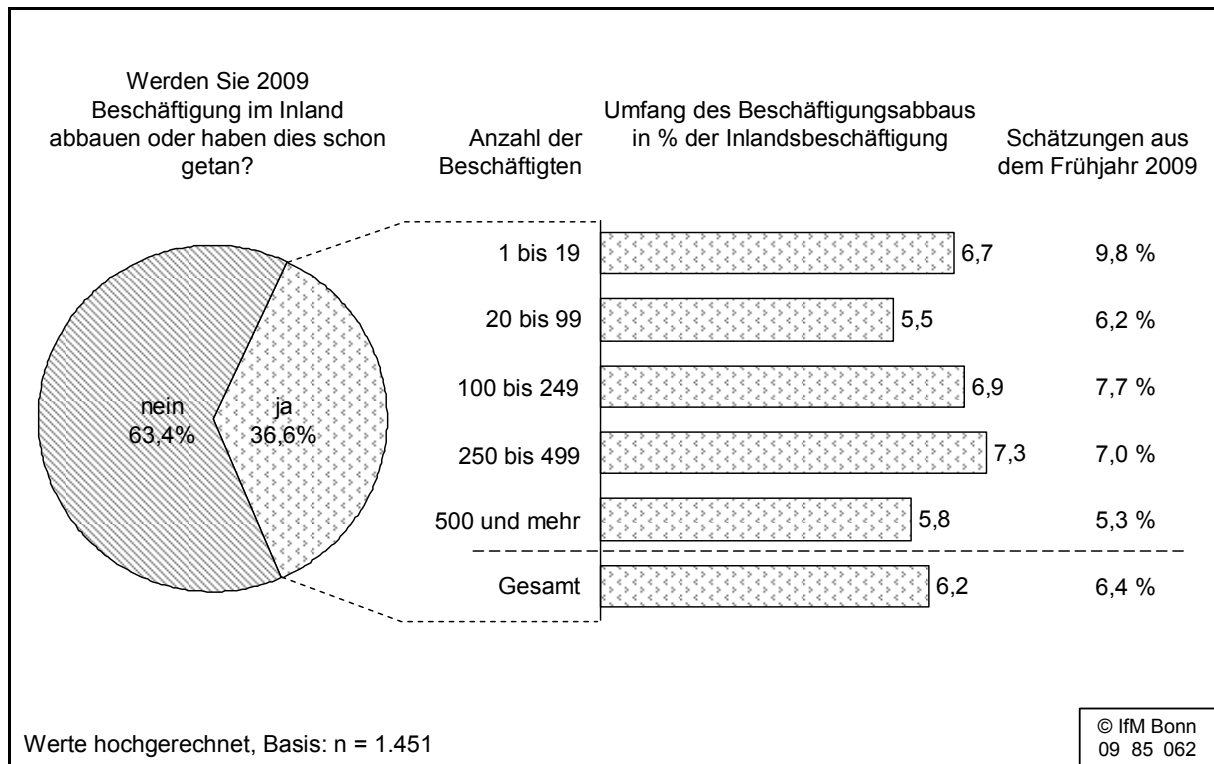 Werden Sie 2009
Beschäftigung im Inland
abbauen oder haben dies schon
getan?
Anzahl der
Beschäftigten
Umfang des Beschäftigungsabbaus
in % der Inlandsbeschäftigung
Schätzungen aus
dem Frühjahr 2009
nein
63,4%
ja
36,6%
1 bis 19 6,7 9,8 %
20 bis 99 5,5 6,2 %
100 bis 249 6,9 7,7 %
250 bis 499 7,3 7,0 %
500 und mehr 5,8 5,3 %
Gesamt 6,2 6,4 %
Werte hochgerechnet, Basis: n = 1.451
© IfM Bonn
09 85 062